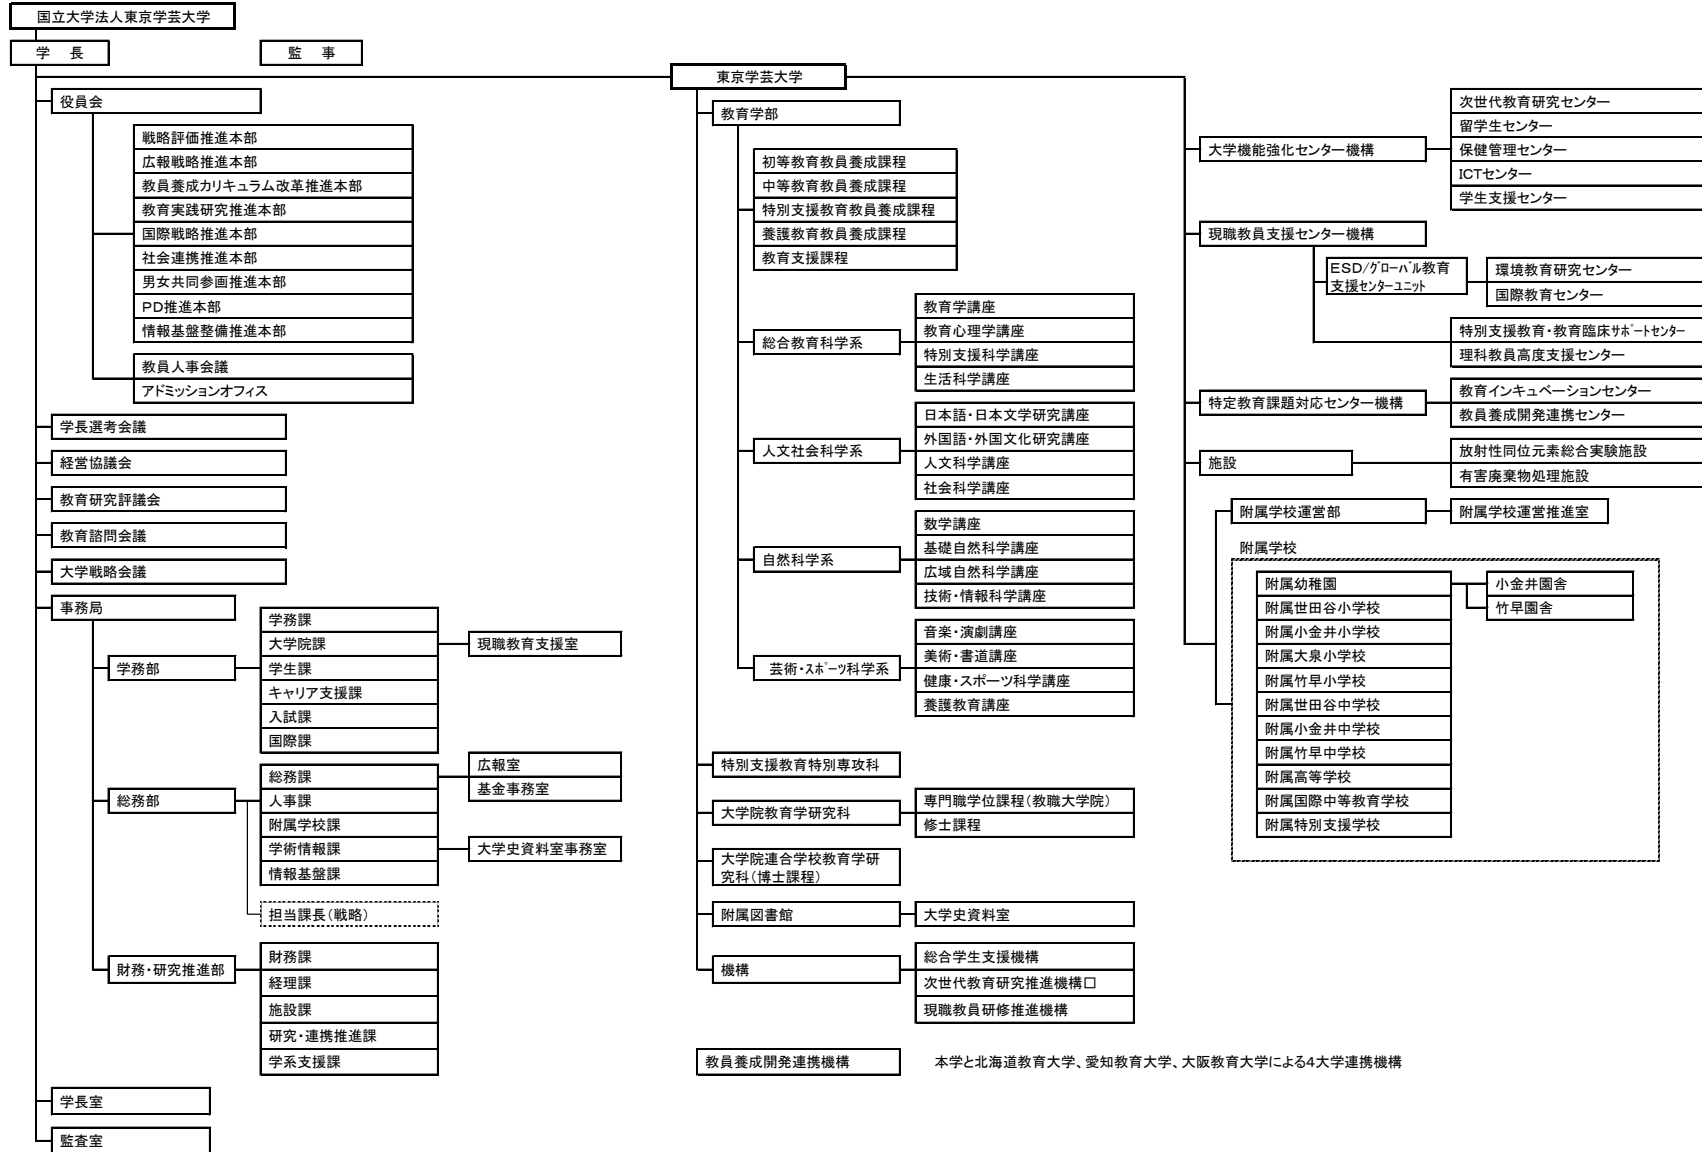 国立大学法人東京学芸大学
学　長
監　事
役員会
戦略評価推進本部
広報戦略推進本部
教員養成カリキュラム改革推進本部
教育実践研究推進本部
国際戦略推進本部
社会連携推進本部
男女共同参画推進本部
PD推進本部
情報基盤整備推進本部
教員人事会議
アドミッションオフィス
学長選考会議
経営協議会
教育研究評議会
教育諮問会議
大学戦略会議
事務局
学務部
学務課
大学院課
学生課
キャリア支援課
入試課
国際課
現職教育支援室
総務部
総務課
人事課
附属学校課
学術情報課
情報基盤課
広報室
基金事務室
大学史資料室事務室
担当課長(戦略)
財務・研究推進部
財務課
経理課
施設課
研究・連携推進課
学系支援課
学長室
監査室
東京学芸大学
教育学部
初等教育教員養成課程
中等教育教員養成課程
特別支援教育教員養成課程
養護教育教員養成課程
教育支援課程
総合教育科学系
教育学講座
教育心理学講座
特別支援科学講座
生活科学講座
人文社会科学系
日本語・日本文学研究講座
外国語・外国文化研究講座
人文科学講座
社会科学講座
自然科学系
数学講座
基礎自然科学講座
広域自然科学講座
技術・情報科学講座
芸術・ｽﾎﾟｰﾂ科学系
音楽・演劇講座
美術・書道講座
健康・スポーツ科学講座
養護教育講座
特別支援教育特別専攻科
大学院教育学研究科
専門職学位課程(教職大学院)
修士課程
大学院連合学校教育学研
究科(博士課程)
附属図書館
大学史資料室
機構
総合学生支援機構
次世代教育研究推進機構□
現職教員研修推進機構
教員養成開発連携機構
本学と北海道教育大学、愛知教育大学、大阪教育大学による4大学連携機構
大学機能強化センター機構
次世代教育研究センター
留学生センター
保健管理センター
ICTセンター
学生支援センター
現職教員支援センター機構
ESD/ｸﾞﾛｰﾊﾞﾙ教育
支援ｾﾝﾀｰﾕﾆｯﾄ
環境教育研究センター
国際教育センター
特別支援教育・教育臨床ｻﾎﾟｰﾄｾﾝﾀｰ
理科教員高度支援センター
特定教育課題対応センター機構
教育インキュベーションセンター
教員養成開発連携センター
施設
放射性同位元素総合実験施設
有害廃棄物処理施設
附属学校運営部
附属学校運営推進室
附属学校
附属幼稚園
小金井園舎
竹早園舎
附属世田谷小学校
附属小金井小学校
附属大泉小学校
附属竹早小学校
附属世田谷中学校
附属小金井中学校
附属竹早中学校
附属高等学校
附属国際中等教育学校
附属特別支援学校